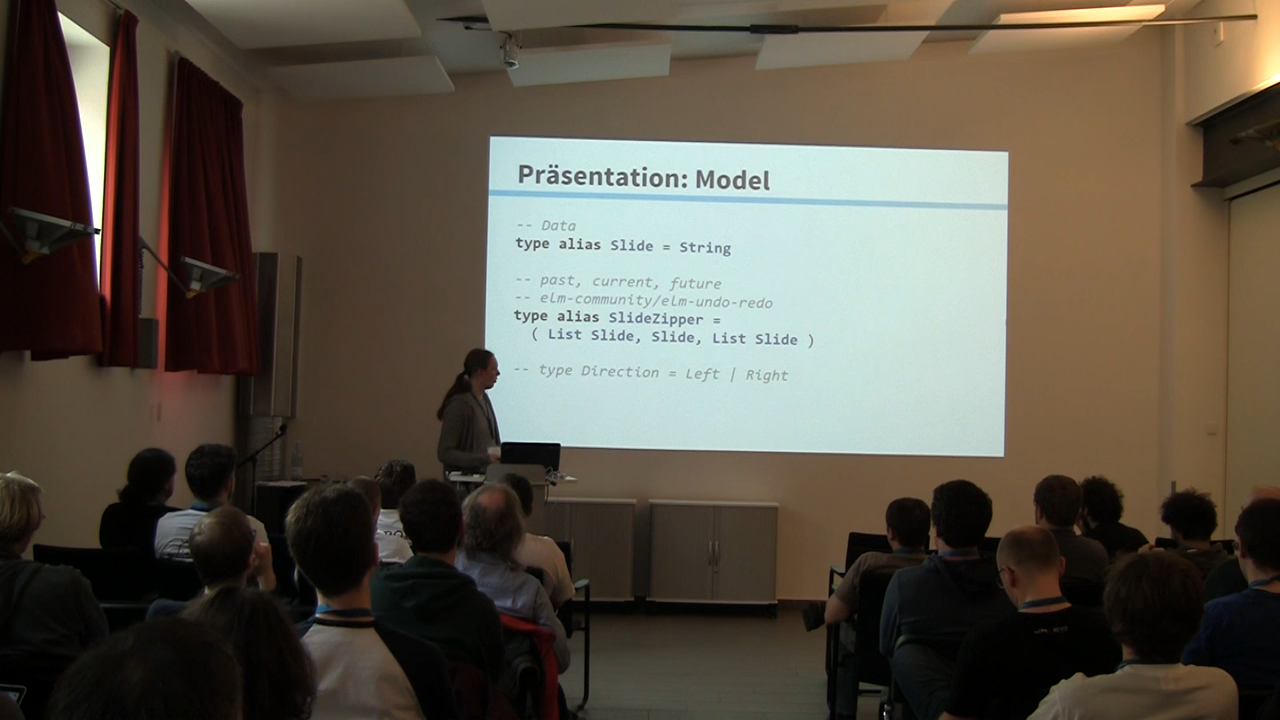 Präsentation: Model
-- Data
type alias Slide = String
-- past, current, future
-- elm-community/elm-undo-redo
type alias SlideZipper =
( List Slide, Slide, List Slide )
-- type Direction = Left | Right